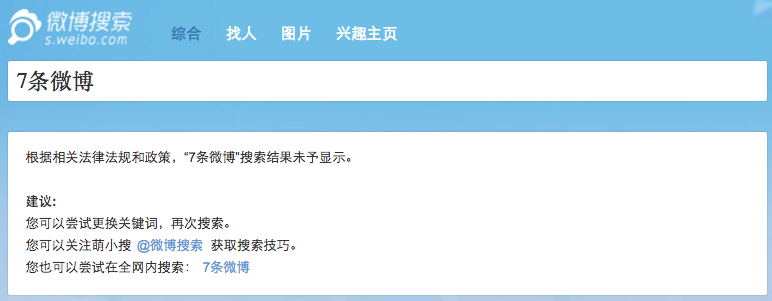 微博搜索
s.weibo.com
综合 找人 图片 兴趣主页
7条微博
根据相关法律法规和政策，“7条微博”搜索结果未予显示。
建议：
您可以尝试更换关键词，再次搜索。
您可以关注萌小搜 @微博搜索 获取搜索技巧。
您也可以尝试在全网内搜索： 7条微博